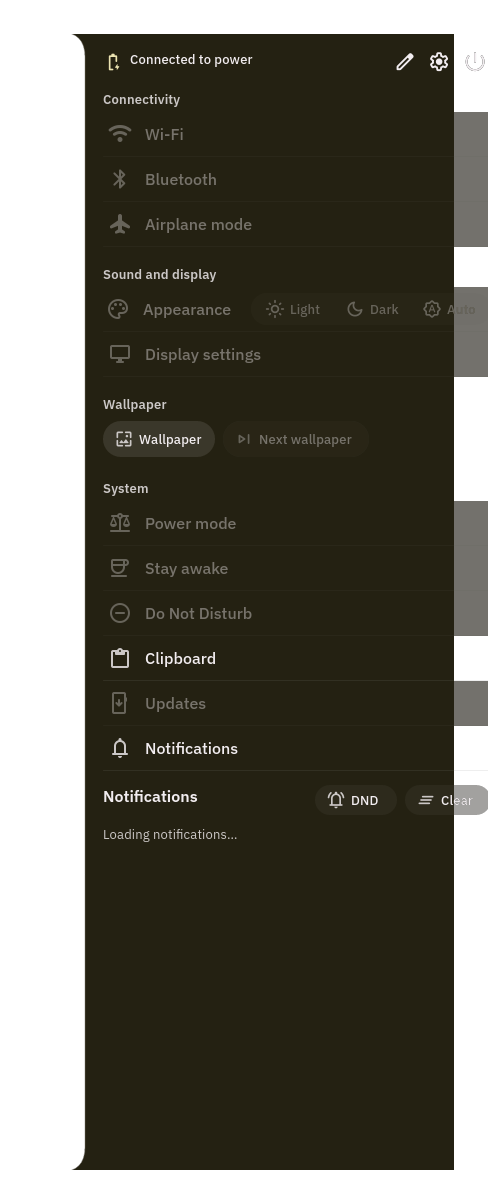 Connected to power
Connectivity
Wi-Fi
Bluetooth
Airplane mode
Sound and display
Appearance Light Dark Auto
Display settings
Wallpaper
Wallpaper Next wallpaper
System
Power mode
Stay awake
Do Not Disturb
Clipboard
Updates
Notifications
Notifications DND Clear
Loading notifications...